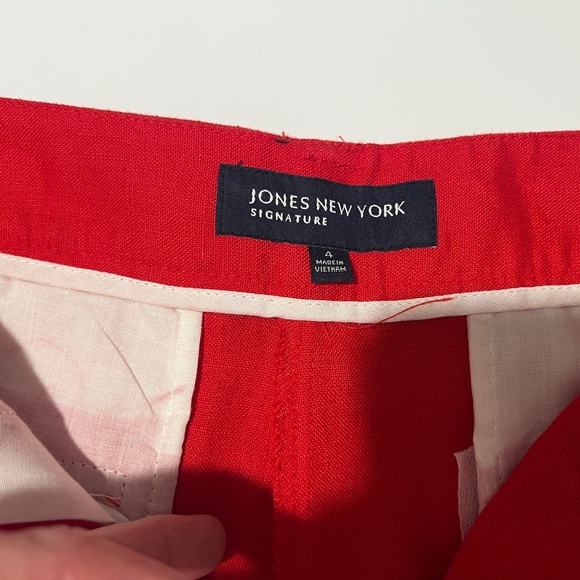 JONES NEW YORK
SIGNATURE
4
MADE IN
VIETNAM